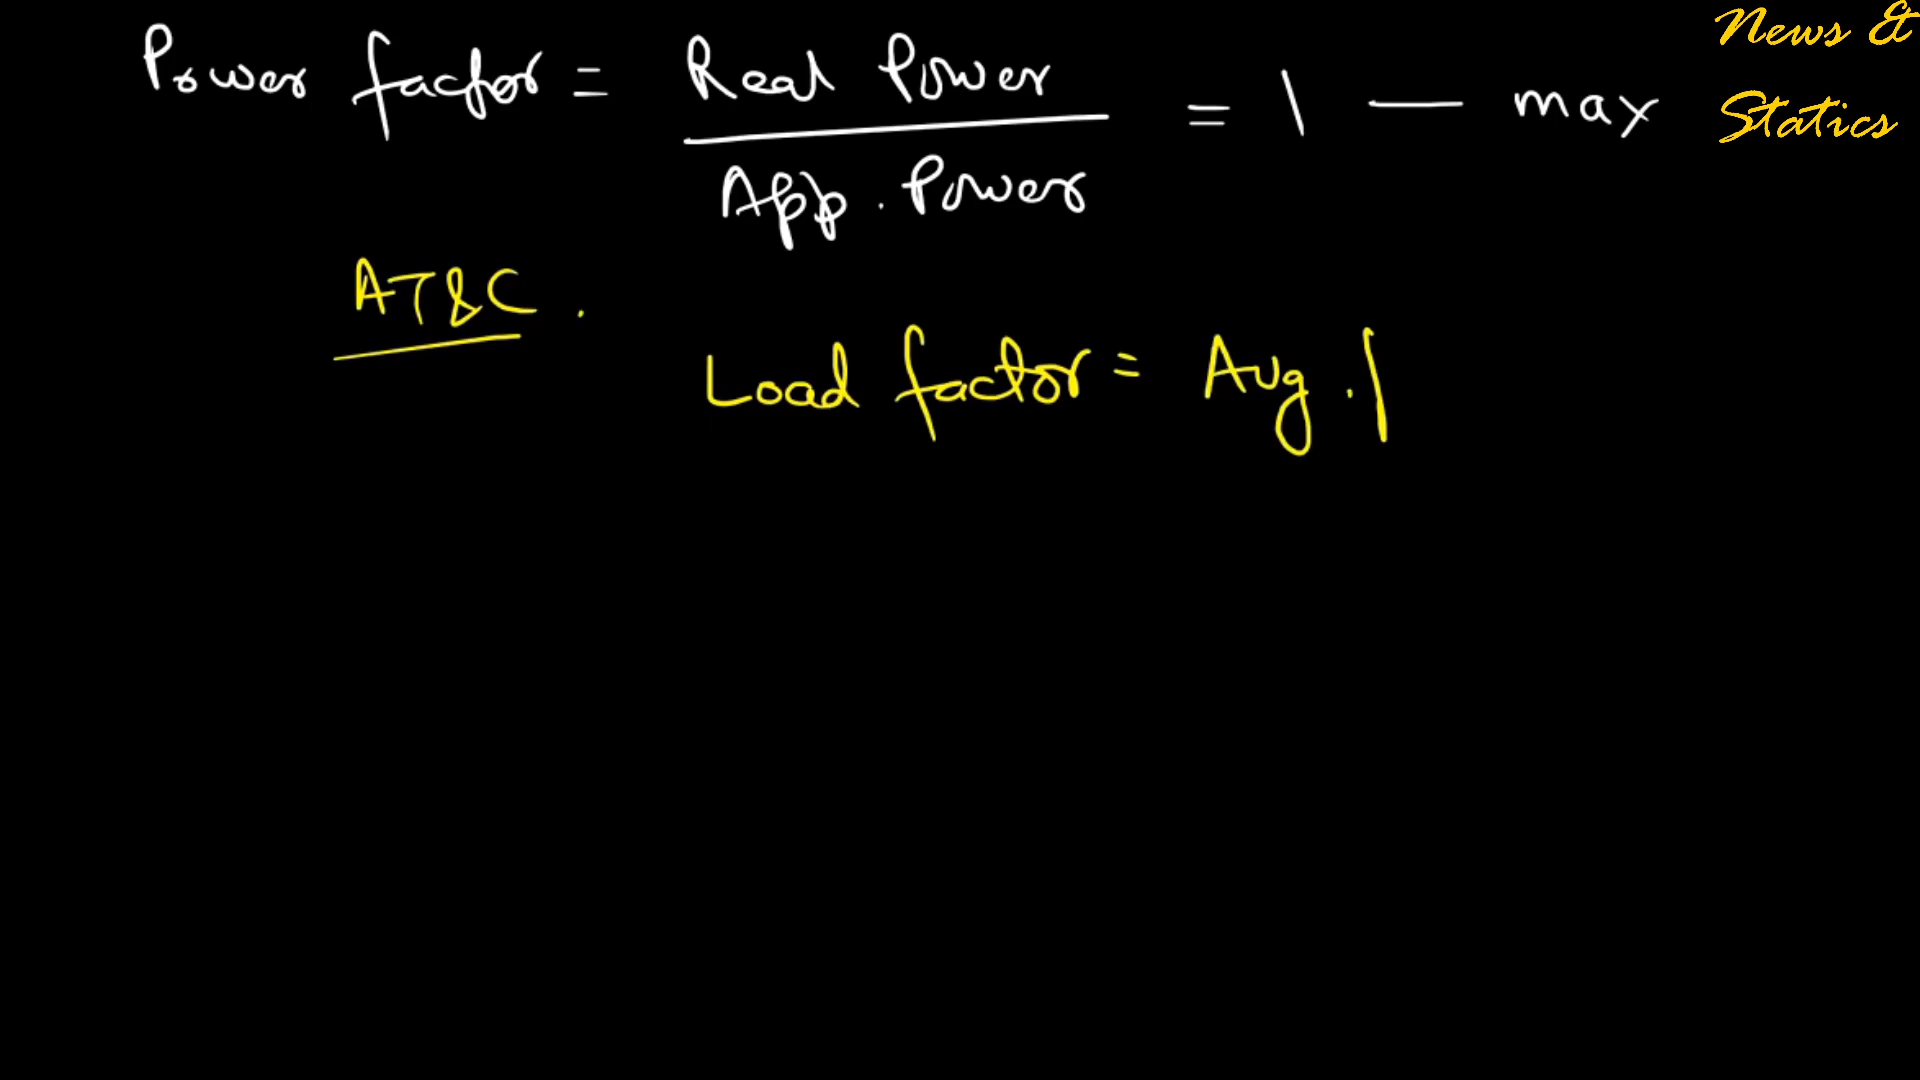 Power factor = Real Power / App. Power = 1 — max
News &
Statics
AT&C.
Load factor = Avg.